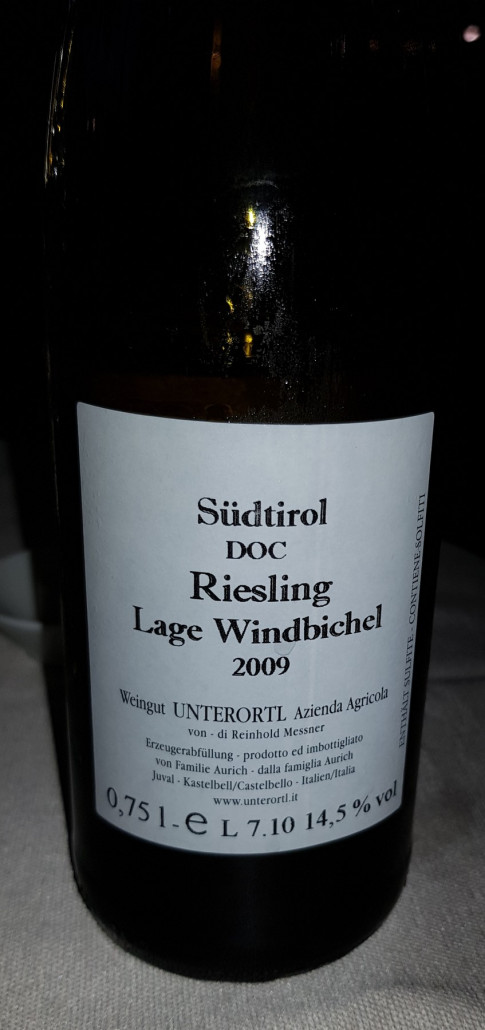 Südtirol
DOC
Riesling
Lage Windbichel
2009
Weingut UNTERORTL Azienda Agricola
von - di Reinhold Messner
Erzeugerabfüllung - prodotto ed imbottigliato
von Familie Aurich - dalla famiglia Aurich
Juval - Kastelbell/Castelbello - Italien/Italia
www.unterortl.it
0,75 l - e L 7.10 14,5 % vol
ENTHÄLT SULFITE - CONTIENE SOLFITI